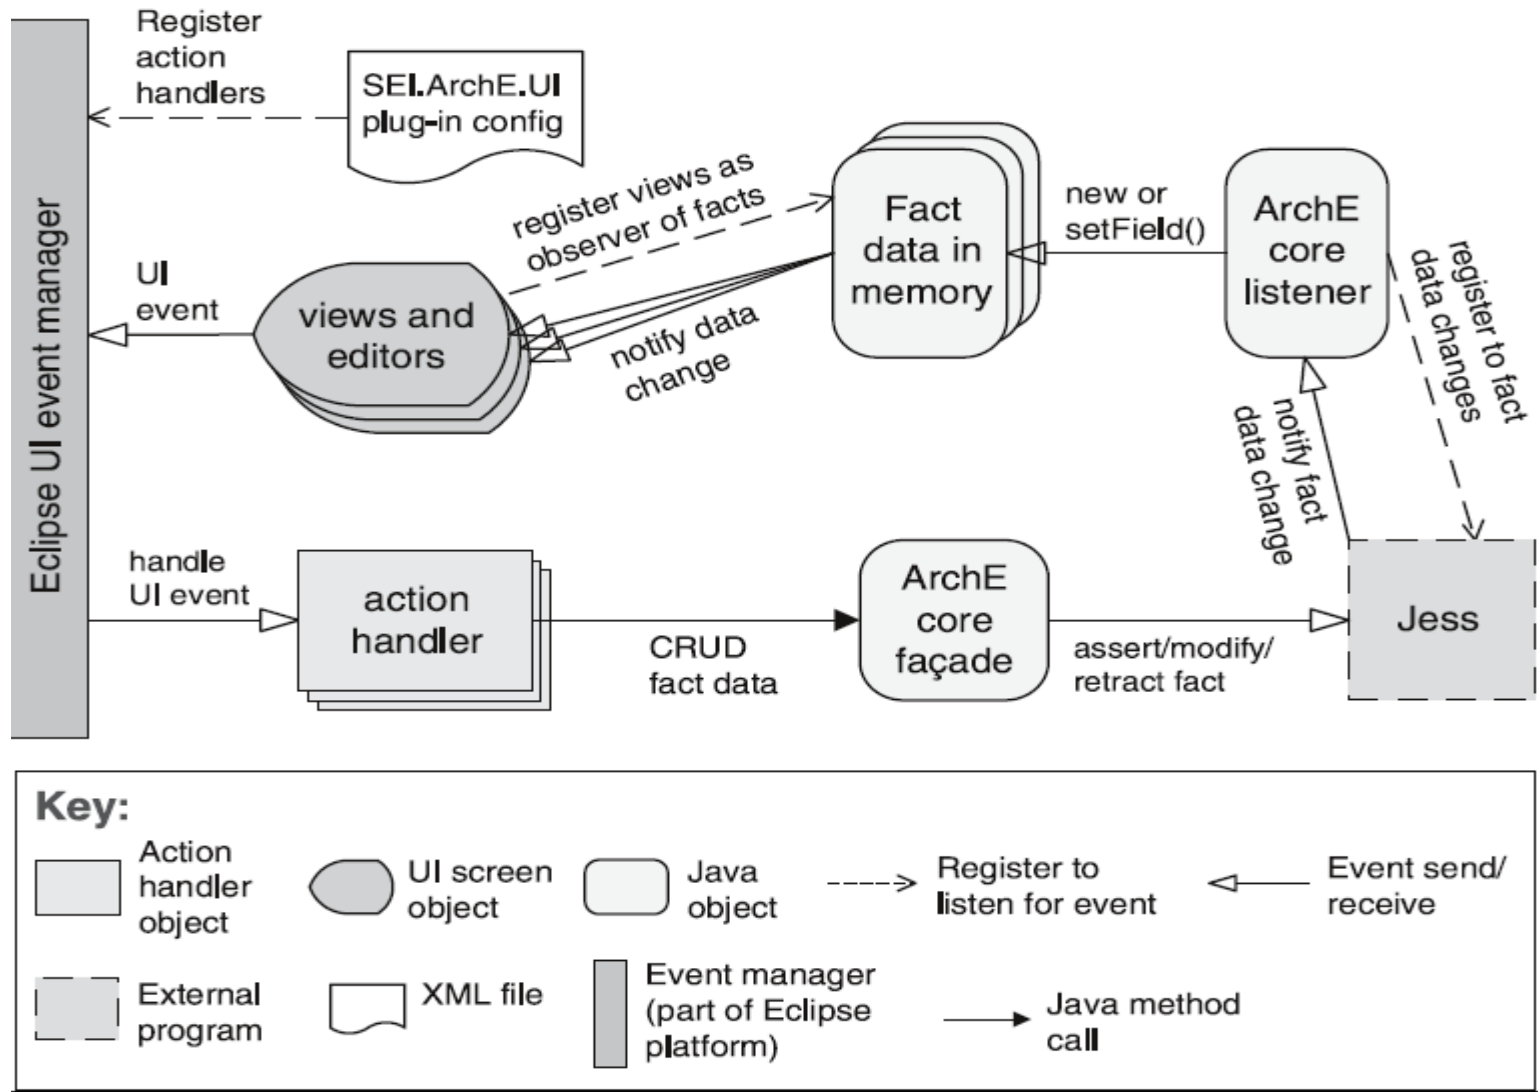 Register
action
handlers
SEI.ArchE.UI
plug-in config
Eclipse UI event manager
register views as
observer of facts
Fact
data in
memory
new or
setField()
ArchE
core
listener
register to fact
data changes
UI
event
views and
editors
notify data
change
notify fact
data change
handle
UI event
action
handler
CRUD
fact data
ArchE
core
façade
assert/modify/
retract fact
Jess
Key:
Action
handler
object
UI screen
object
Java
object
Register to
listen for event
Event send/
receive
External
program
XML file
Event manager
(part of Eclipse
platform)
Java method
call